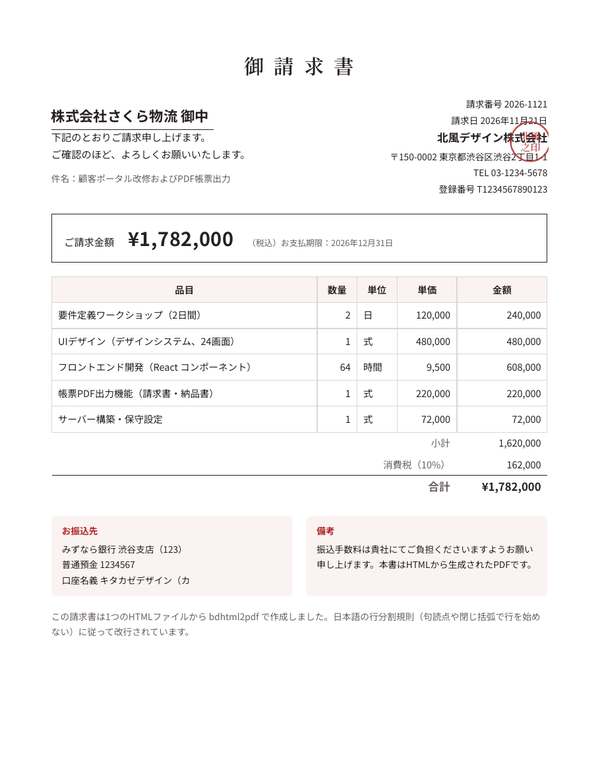 御請求書
株式会社さくら物流 御中
下記のとおりご請求申し上げます。
ご確認のほど、よろしくお願いいたします。
件名：顧客ポータル改修およびPDF帳票出力
請求番号 2026-1121
請求日 2026年11月21日
北風デザイン株式会社
〒150-0002 東京都渋谷区渋谷2丁目1-1
TEL 03-1234-5678
登録番号 T1234567890123
之印
ご請求金額 ¥1,782,000 （税込）お支払期限：2026年12月31日
品目 数量 単位 単価 金額
要件定義ワークショップ（2日間） 2 日 120,000 240,000
UIデザイン（デザインシステム、24画面） 1 式 480,000 480,000
フロントエンド開発（React コンポーネント） 64 時間 9,500 608,000
帳票PDF出力機能（請求書・納品書） 1 式 220,000 220,000
サーバー構築・保守設定 1 式 72,000 72,000
小計 1,620,000
消費税（10%） 162,000
合計 ¥1,782,000
お振込先
みずなら銀行 渋谷支店（123）
普通預金 1234567
口座名義 キタカゼデザイン（カ
備考
振込手数料は貴社にてご負担くださいますようお願い
申し上げます。本書はHTMLから生成されたPDFです。
この請求書は1つのHTMLファイルから bdhtml2pdf で作成しました。日本語の行分割規則（句読点や閉じ括弧で行を始め
ない）に従って改行されています。